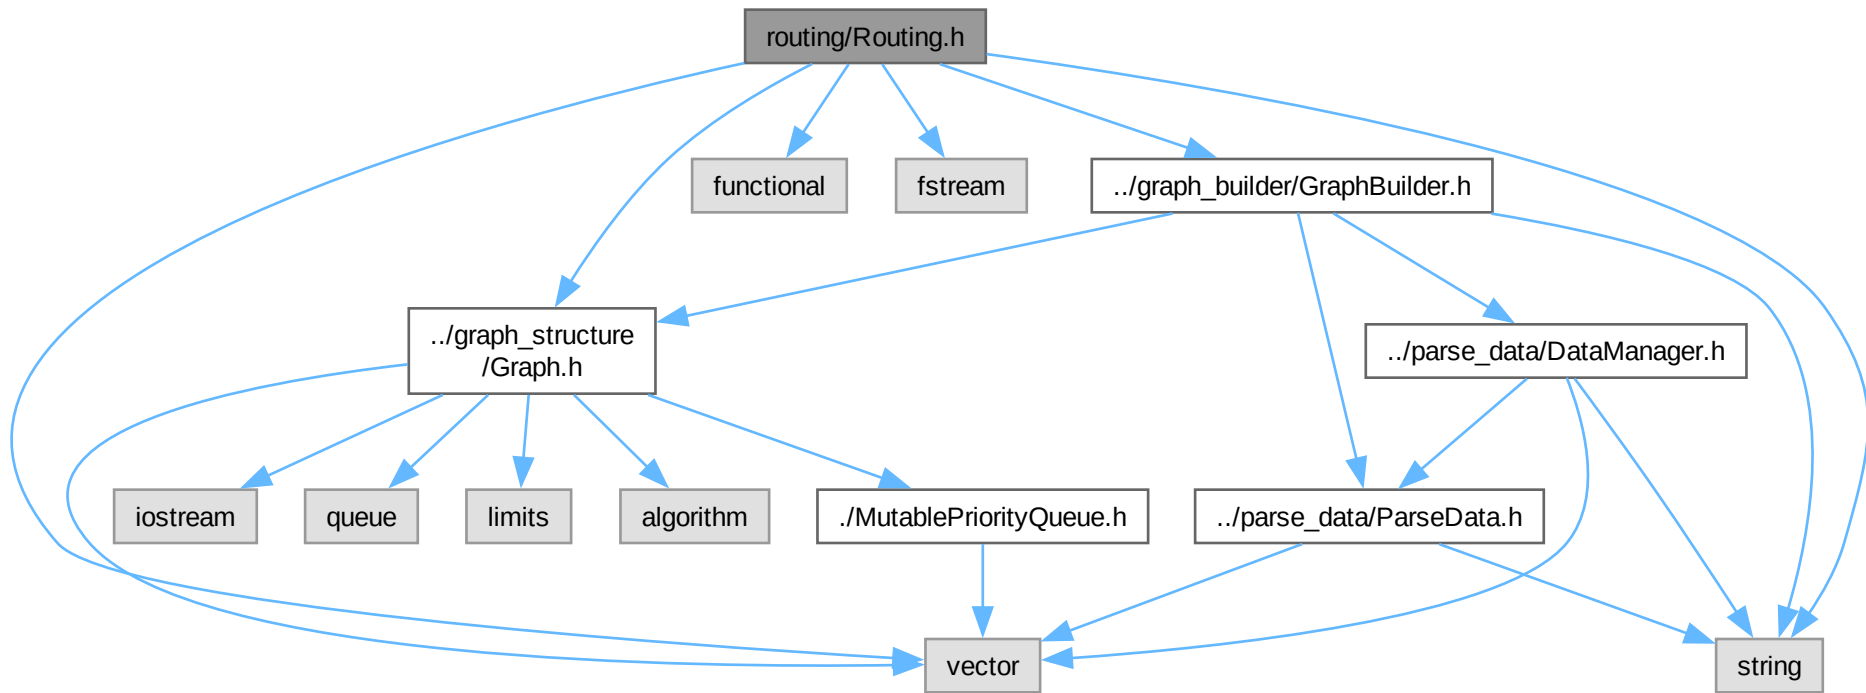 routing/Routing.h
functional
fstream
../graph_builder/GraphBuilder.h
../graph_structure
/Graph.h
../parse_data/DataManager.h
iostream
queue
limits
algorithm
./MutablePriorityQueue.h
../parse_data/ParseData.h
vector
string